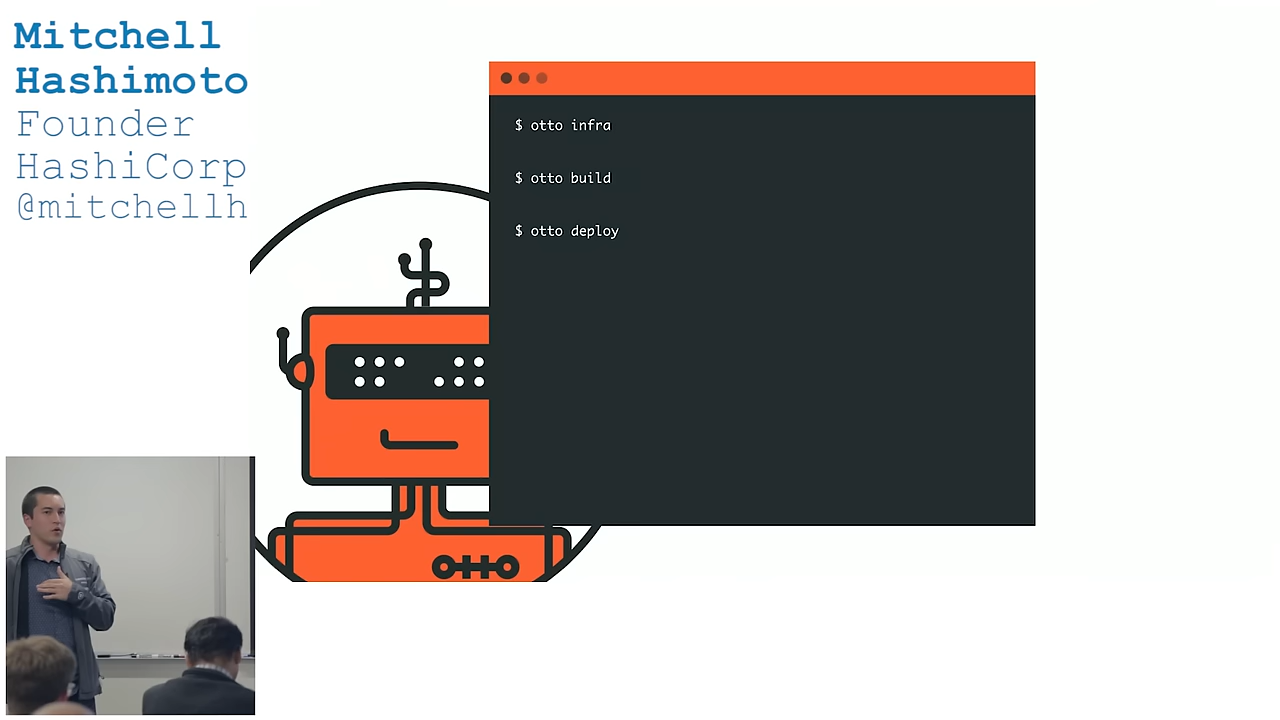 Mitchell
Hashimoto
Founder
HashiCorp
@mitchellh
$ otto infra
$ otto build
$ otto deploy
otto